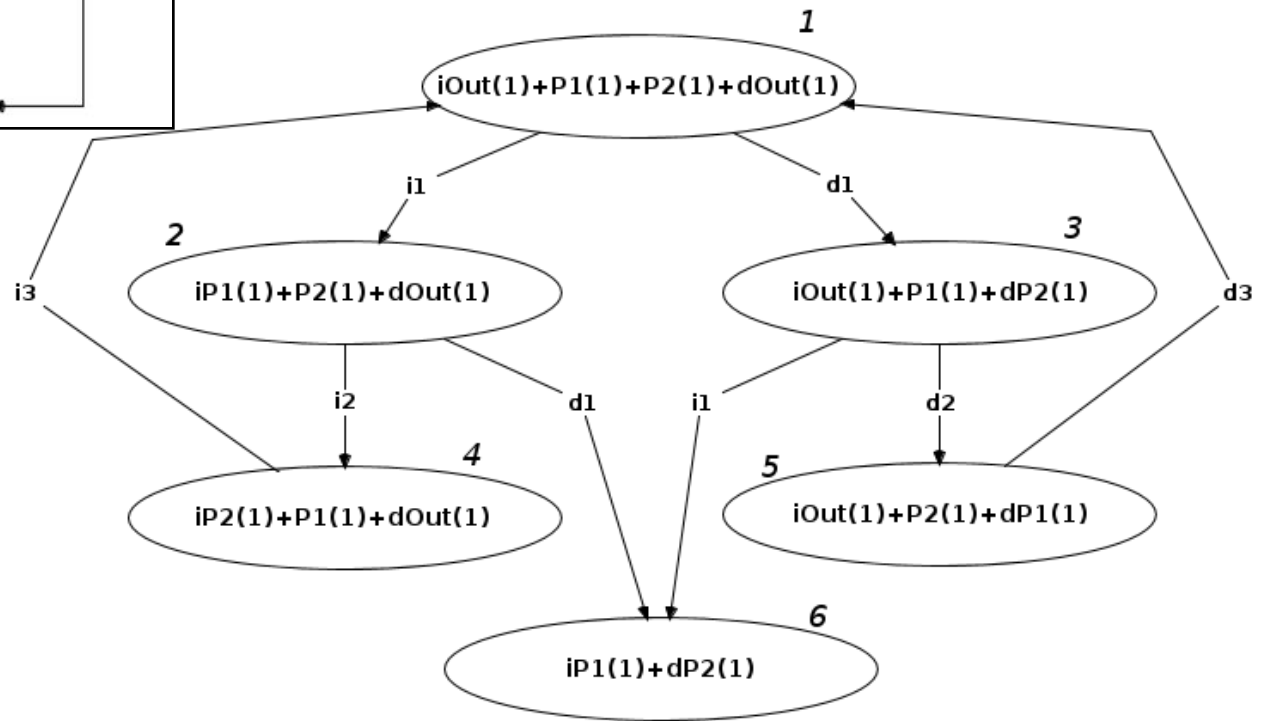 1
iOut(1)+P1(1)+P2(1)+dOut(1)
i1
d1
2
3
iP1(1)+P2(1)+dOut(1)
iOut(1)+P1(1)+dP2(1)
i3
d3
i2
d1
i1
d2
4
5
iP2(1)+P1(1)+dOut(1)
iOut(1)+P2(1)+dP1(1)
6
iP1(1)+dP2(1)